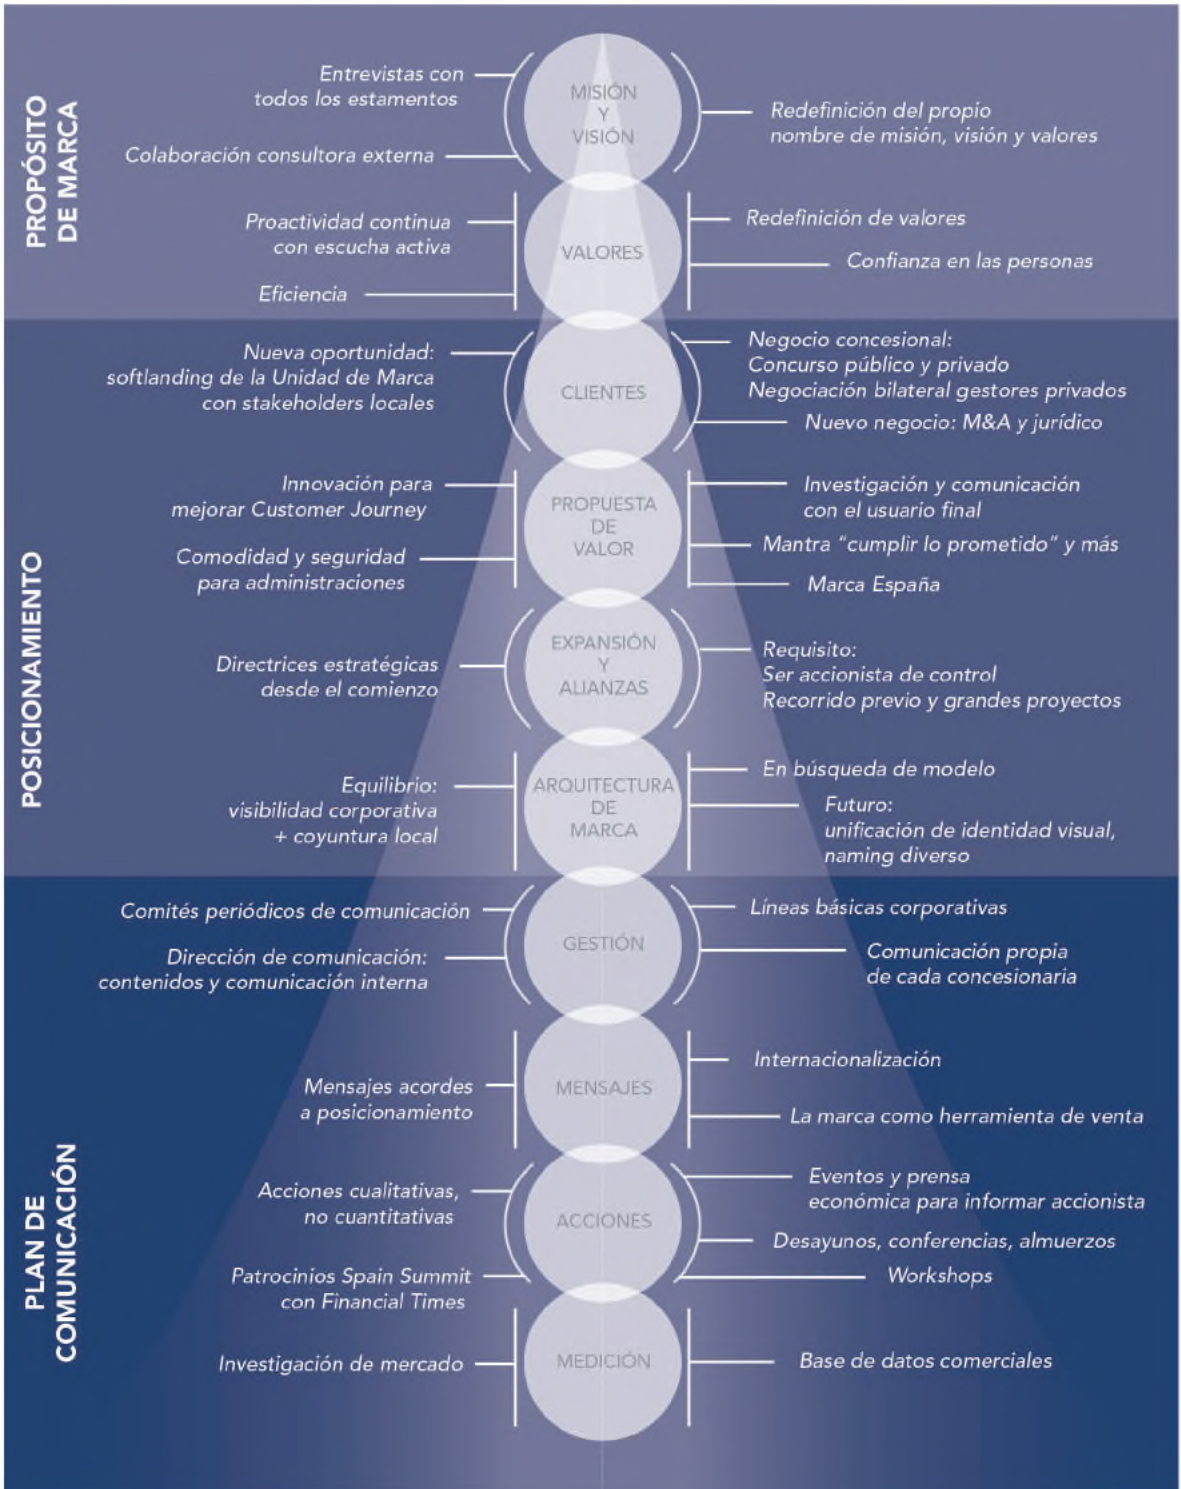 PROPÓSITO
DE MARCA
Entrevistas con
todos los estamentos
Colaboración consultora externa
MISIÓN
Y
VISIÓN
Redefinición del propio
nombre de misión, visión y valores
Proactividad continua
con escucha activa
Eficiencia
VALORES
Redefinición de valores
Confianza en las personas
POSICIONAMIENTO
Nueva oportunidad:
softlanding de la Unidad de Marca
con stakeholders locales
CLIENTES
Negocio concesional:
Concurso público y privado
Negociación bilateral gestores privados
Nuevo negocio: M&A y jurídico
Innovación para
mejorar Customer Journey
Comodidad y seguridad
para administraciones
PROPUESTA
DE
VALOR
Investigación y comunicación
con el usuario final
Mantra “cumplir lo prometido” y más
Marca España
Directrices estratégicas
desde el comienzo
EXPANSIÓN
Y
ALIANZAS
Requisito:
Ser accionista de control
Recorrido previo y grandes proyectos
Equilibrio:
visibilidad corporativa
+ coyuntura local
ARQUITECTURA
DE
MARCA
En búsqueda de modelo
Futuro:
unificación de identidad visual,
naming diverso
PLAN DE
COMUNICACIÓN
Comités periódicos de comunicación
Dirección de comunicación:
contenidos y comunicación interna
GESTIÓN
Líneas básicas corporativas
Comunicación propia
de cada concesionaria
Mensajes acordes
a posicionamiento
MENSAJES
Internacionalización
La marca como herramienta de venta
Acciones cualitativas,
no cuantitativas
Patrocinios Spain Summit
con Financial Times
ACCIONES
Eventos y prensa
económica para informar accionista
Desayunos, conferencias, almuerzos
Workshops
Investigación de mercado
MEDICIÓN
Base de datos comerciales